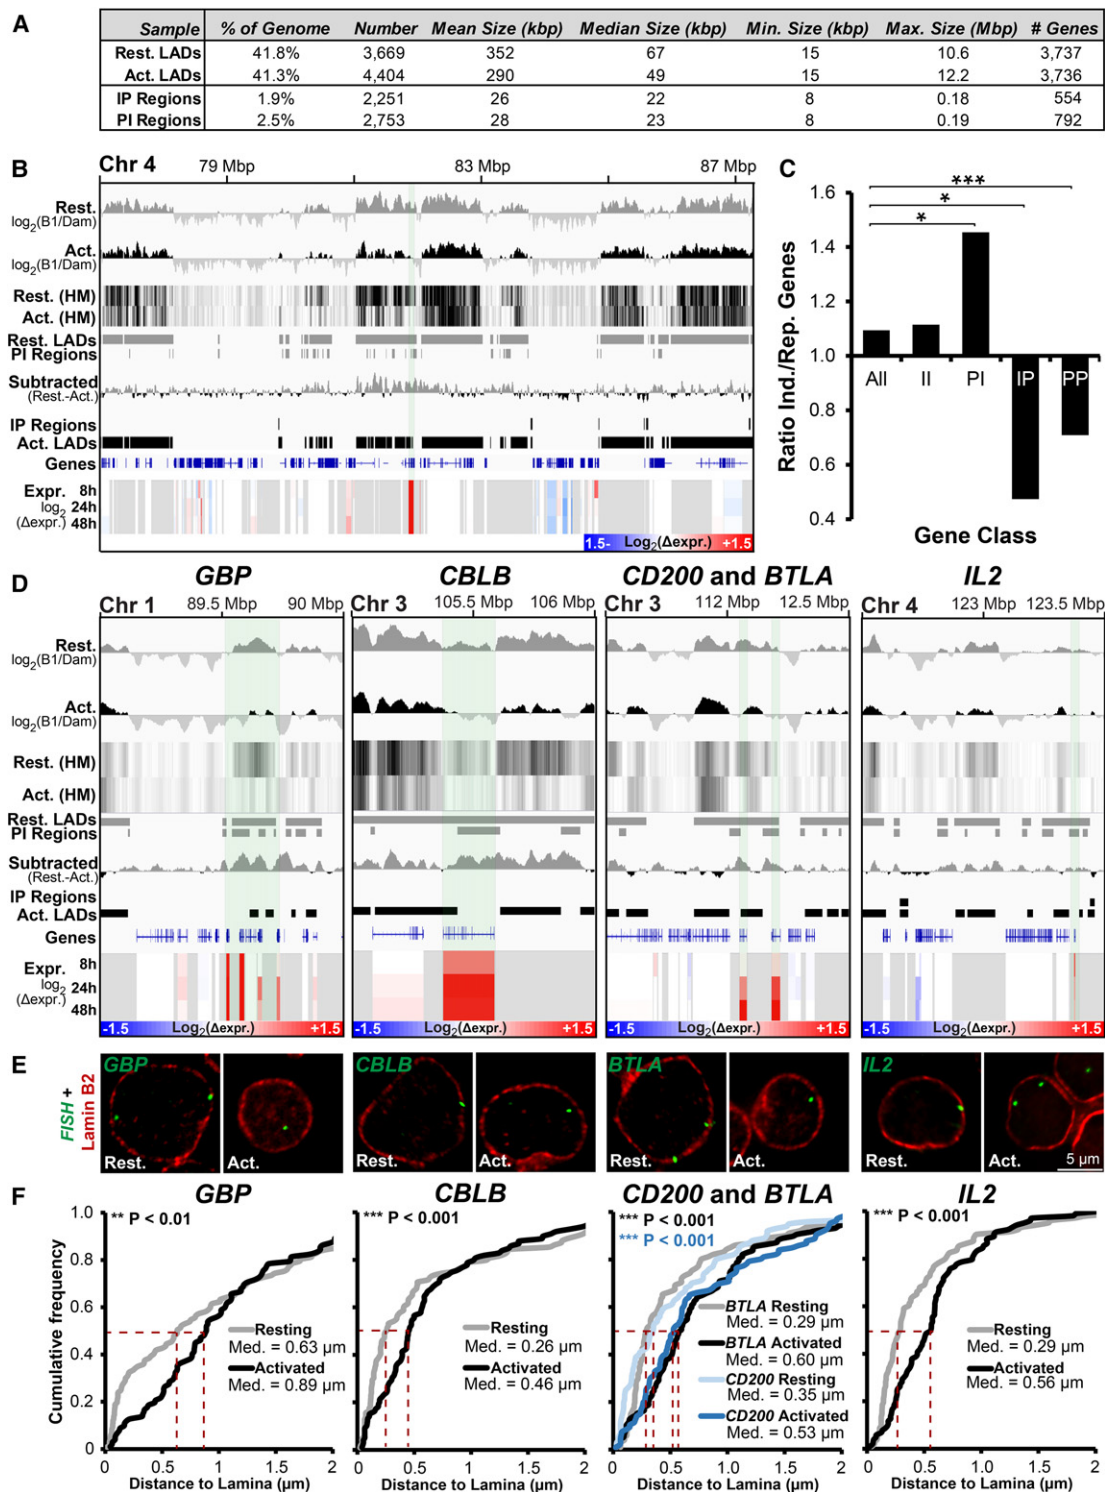 A
Sample % of Genome Number Mean Size (kbp) Median Size (kbp) Min. Size (kbp) Max. Size (Mbp) # Genes
Rest. LADs 41.8% 3,669 352 67 15 10.6 3,737
Act. LADs 41.3% 4,404 290 49 15 12.2 3,736
IP Regions 1.9% 2,251 26 22 8 0.18 554
PI Regions 2.5% 2,753 28 23 8 0.19 792
B
Chr 4 79 Mbp 83 Mbp 87 Mbp
Rest.
log2(B1/Dam)
Act.
log2(B1/Dam)
Rest. (HM)
Act. (HM)
Rest. LADs
PI Regions
Subtracted
(Rest.-Act.)
IP Regions
Act. LADs
Genes
Expr. 8h
log2 24h
(Δexpr.) 48h
1.5- Log2(Δexpr.) +1.5
C
Ratio Ind./Rep. Genes
1.6
1.4
1.2
1.0
0.8
0.6
0.4
***
*
*
All II PI IP PP
Gene Class
D
GBP CBLB CD200 and BTLA IL2
Chr 1 89.5 Mbp 90 Mbp
Chr 3 105.5 Mbp 106 Mbp
Chr 3 112 Mbp 12.5 Mbp
Chr 4 123 Mbp 123.5 Mbp
Rest.
log2(B1/Dam)
Act.
log2(B1/Dam)
Rest. (HM)
Act. (HM)
Rest. LADs
PI Regions
Subtracted
(Rest.-Act.)
IP Regions
Act. LADs
Genes
Expr. 8h
log2 24h
(Δexpr.) 48h
-1.5 Log2(Δexpr.) +1.5
-1.5 Log2(Δexpr.) +1.5
-1.5 Log2(Δexpr.) +1.5
-1.5 Log2(Δexpr.) +1.5
E
FISH +
Lamin B2
GBP CBLB BTLA IL2
Rest. Act. Rest. Act. Rest. Act. Rest. Act.
5 µm
F
GBP CBLB CD200 and BTLA IL2
Cumulative frequency
1.0
0.8
0.6
0.4
0.2
0
** P < 0.01
Resting
Med. = 0.63 µm
Activated
Med. = 0.89 µm
0 0.5 1.0 1.5 2
Distance to Lamina (µm)
*** P < 0.001
Resting
Med. = 0.26 µm
Activated
Med. = 0.46 µm
0 0.5 1.0 1.5 2
Distance to Lamina (µm)
*** P < 0.001
*** P < 0.001
BTLA Resting
Med. = 0.29 µm
BTLA Activated
Med. = 0.60 µm
CD200 Resting
Med. = 0.35 µm
CD200 Activated
Med. = 0.53 µm
0 0.5 1.0 1.5 2
Distance to Lamina (µm)
*** P < 0.001
Resting
Med. = 0.29 µm
Activated
Med. = 0.56 µm
0 0.5 1.0 1.5 2
Distance to Lamina (µm)